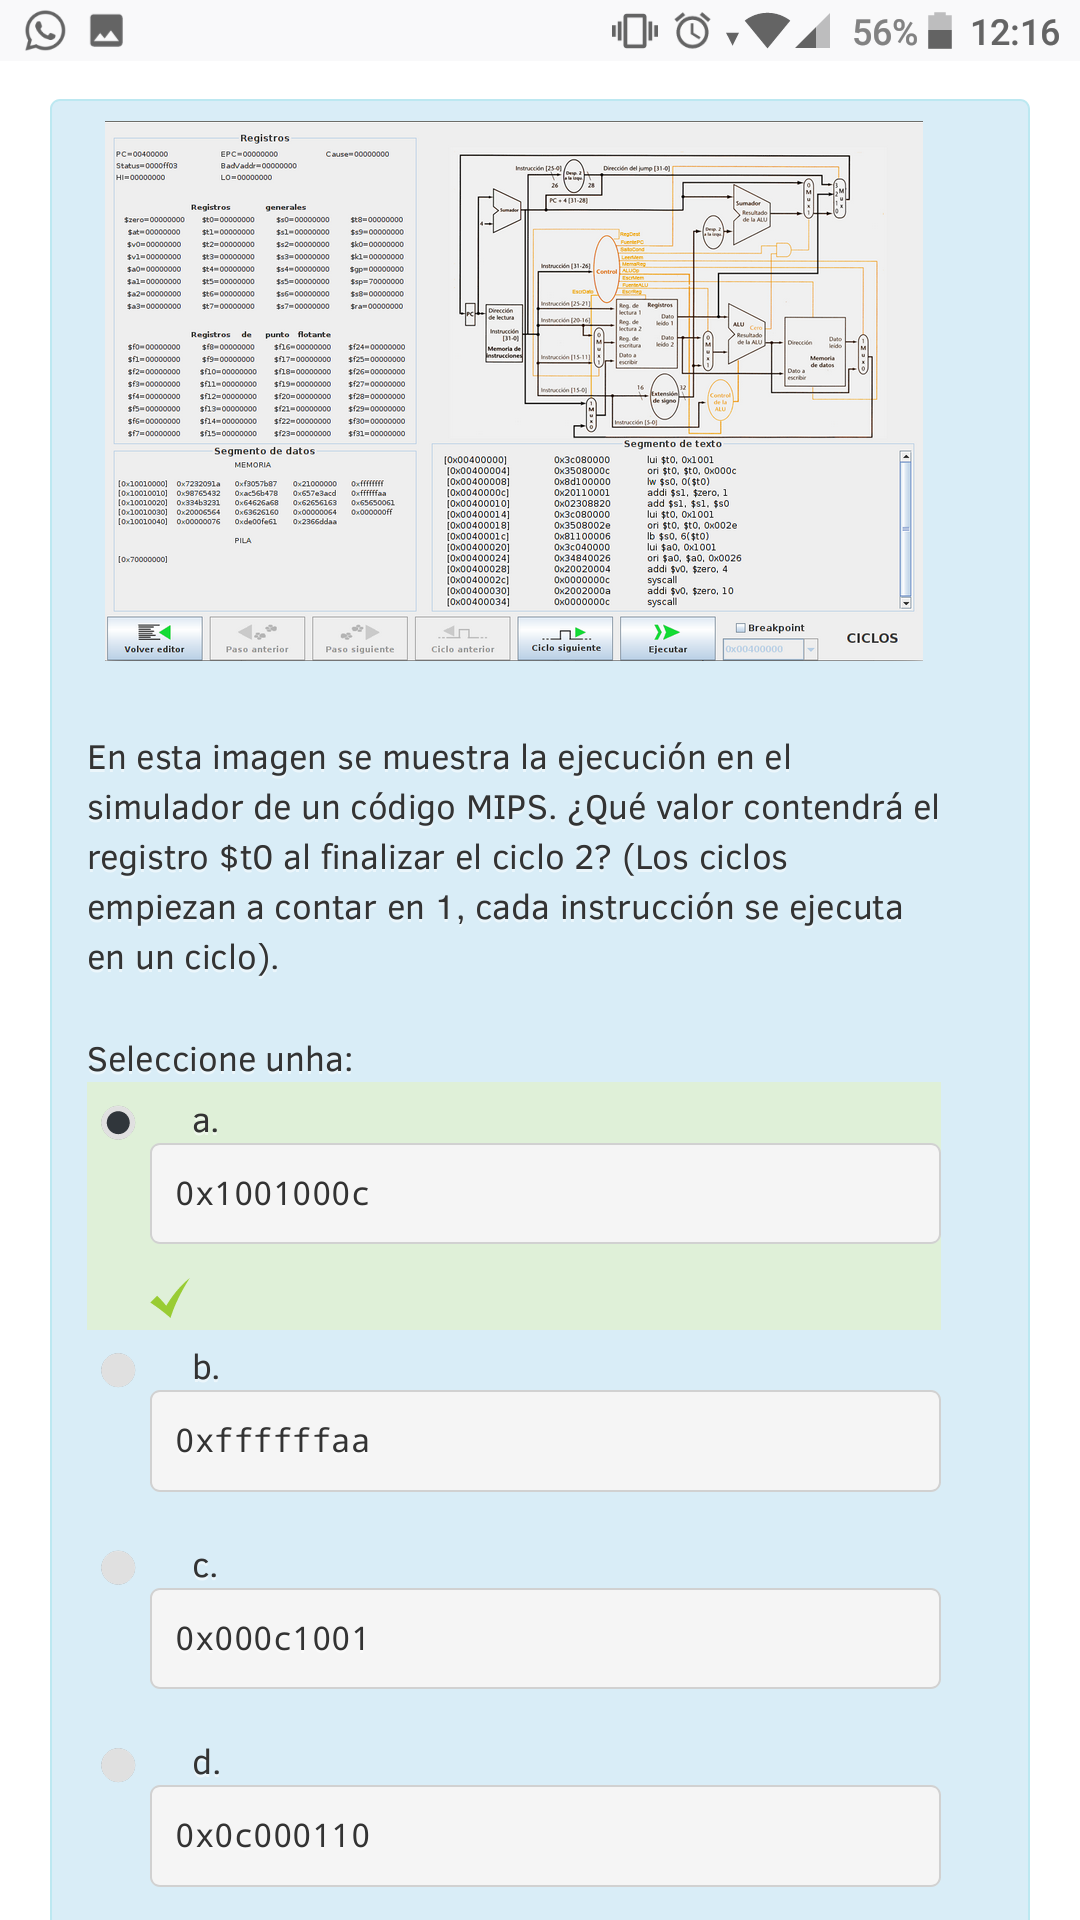 56% 12:16
Registros
PC=00400000 EPC=00000000 Cause=00000000
Status=0000ff03 BadVaddr=00000000
HI=00000000 LO=00000000
Registros generales
$zero=00000000 $t0=00000000 $s0=00000000 $t8=00000000
$at=00000000 $t1=00000000 $s1=00000000 $s9=00000000
$v0=00000000 $t2=00000000 $s2=00000000 $k0=00000000
$v1=00000000 $t3=00000000 $s3=00000000 $k1=00000000
$a0=00000000 $t4=00000000 $s4=00000000 $gp=00000000
$a1=00000000 $t5=00000000 $s5=00000000 $sp=70000000
$a2=00000000 $t6=00000000 $s6=00000000 $s8=00000000
$a3=00000000 $t7=00000000 $s7=00000000 $ra=00000000
Registros de punto flotante
$f0=00000000 $f8=00000000 $f16=00000000 $f24=00000000
$f1=00000000 $f9=00000000 $f17=00000000 $f25=00000000
$f2=00000000 $f10=00000000 $f18=00000000 $f26=00000000
$f3=00000000 $f11=00000000 $f19=00000000 $f27=00000000
$f4=00000000 $f12=00000000 $f20=00000000 $f28=00000000
$f5=00000000 $f13=00000000 $f21=00000000 $f29=00000000
$f6=00000000 $f14=00000000 $f22=00000000 $f30=00000000
$f7=00000000 $f15=00000000 $f23=00000000 $f31=00000000
Instrucción [25-0]
Desp. 2 a la izqu.
Dirección del jump [31-0]
26 28
PC + 4 [31-28]
Sumador
4
Sumador
Resultado de la ALU
Desp. 2 a la izqu.
0 Mux 1
3 2 1 0 Mux
RegDest
FuentePC
SaltoCond
LeerMem
MemaReg
ALUOp
EscrMem
FuenteALU
EscrReg
EscrDato
Control
Instrucción [31-26]
Instrucción [25-21]
Instrucción [20-16]
Instrucción [15-11]
Instrucción [15-0]
Instrucción [5-0]
PC
Dirección de lectura
Instrucción [31-0]
Memoria de instrucciones
Registros
Reg. de lectura 1
Reg. de lectura 2
Reg. de escritura
Dato a escribir
Dato leído 1
Dato leído 2
0 Mux 1
ALU
Cero
Resultado de la ALU
Dirección
Dato leído
Memoria de datos
Dato a escribir
1 Mux 0
16 32
Extensión de signo
Control de la ALU
1 Mux 0
Segmento de datos
MEMORIA
[0x10010000] 0x7232091a 0xf3057b87 0x21000000 0xffffffff
[0x10010010] 0x98765432 0xac56b478 0x657e3acd 0xffffffaa
[0x10010020] 0x334b3231 0x64626a68 0x62656163 0x65650061
[0x10010030] 0x20006564 0x63626160 0x00000064 0x000000ff
[0x10010040] 0x00000076 0xde00fe61 0x2366ddaa
PILA
[0x70000000]
Segmento de texto
[0x00400000] 0x3c080000 lui $t0, 0x1001
[0x00400004] 0x3508000c ori $t0, $t0, 0x000c
[0x00400008] 0x8d100000 lw $s0, 0($t0)
[0x0040000c] 0x20110001 addi $s1, $zero, 1
[0x00400010] 0x02308820 add $s1, $s1, $s0
[0x00400014] 0x3c080000 lui $t0, 0x1001
[0x00400018] 0x3508002e ori $t0, $t0, 0x002e
[0x0040001c] 0x81100006 lb $s0, 6($t0)
[0x00400020] 0x3c040000 lui $a0, 0x1001
[0x00400024] 0x34840026 ori $a0, $a0, 0x0026
[0x00400028] 0x20020004 addi $v0, $zero, 4
[0x0040002c] 0x0000000c syscall
[0x00400030] 0x2002000a addi $v0, $zero, 10
[0x00400034] 0x0000000c syscall
Volver editor Paso anterior Paso siguiente Ciclo anterior Ciclo siguiente Ejecutar Breakpoint 0x00400000 CICLOS
En esta imagen se muestra la ejecución en el
simulador de un código MIPS. ¿Qué valor contendrá el
registro $t0 al finalizar el ciclo 2? (Los ciclos
empiezan a contar en 1, cada instrucción se ejecuta
en un ciclo).
Seleccione unha:
a.
0x1001000c
b.
0xffffffaa
c.
0x000c1001
d.
0x0c000110